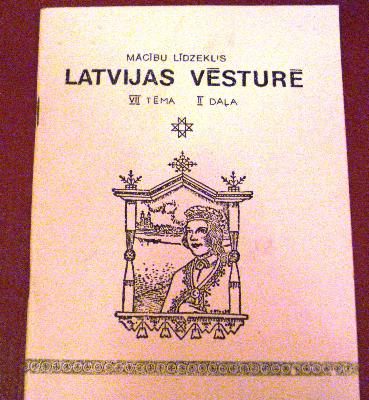 MĀCĪBU LĪDZEKLIS
LATVIJAS VĒSTURĒ
VII TĒMA II DAĻA